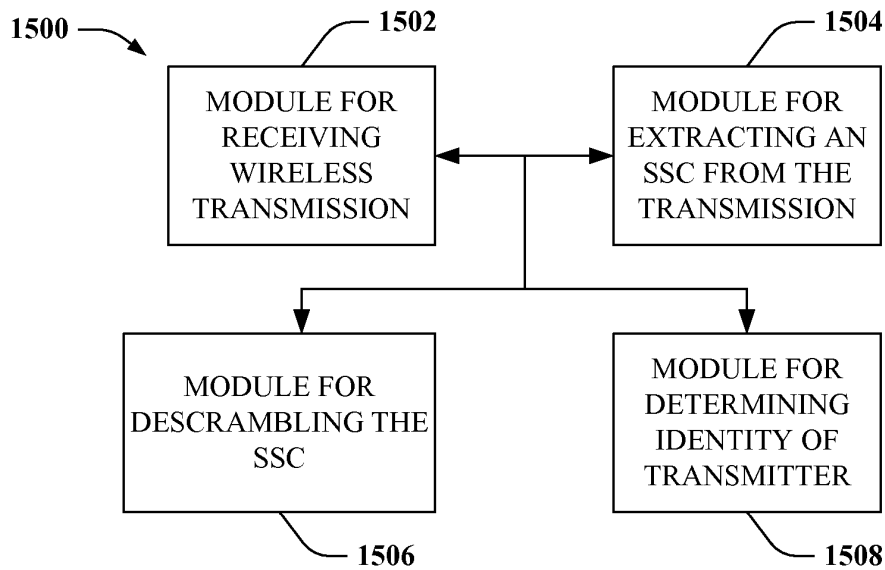 1500
1502
MODULE FOR
RECEIVING
WIRELESS
TRANSMISSION
1504
MODULE FOR
EXTRACTING AN
SSC FROM THE
TRANSMISSION
MODULE FOR
DESCRAMBLING THE
SSC
1506
MODULE FOR
DETERMINING
IDENTITY OF
TRANSMITTER
1508